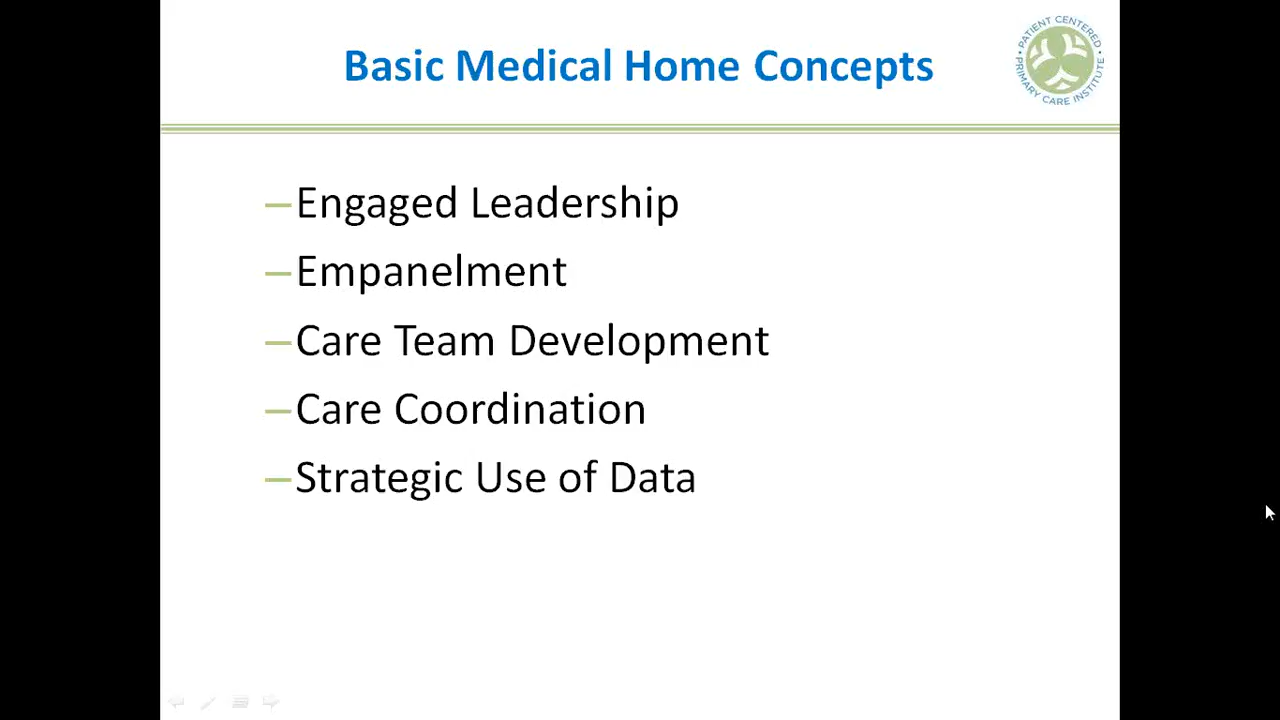 Basic Medical Home Concepts
PATIENT CENTERED
PRIMARY CARE INSTITUTE
–Engaged Leadership
–Empanelment
–Care Team Development
–Care Coordination
–Strategic Use of Data